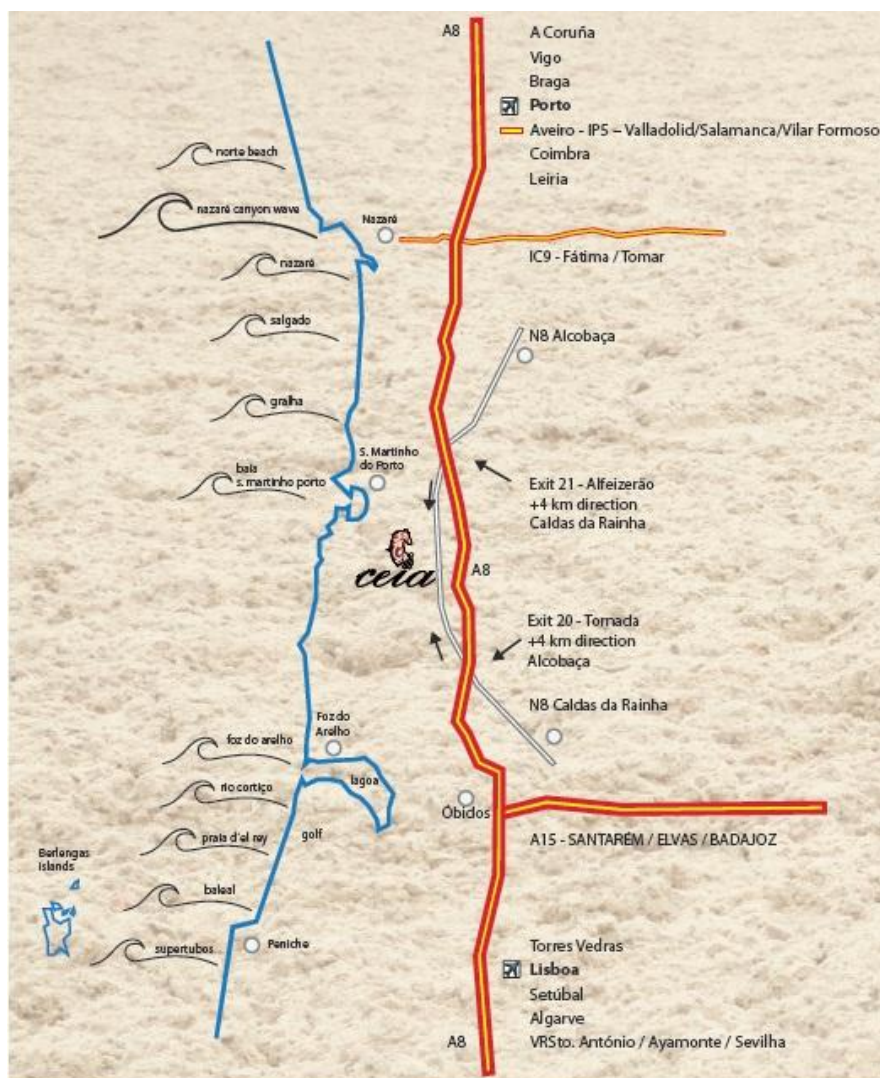 A8
A Coruña
Vigo
Braga
Porto
Aveiro - IP5 – Valladolid/Salamanca/Vilar Formoso
Coimbra
Leiria
norte beach
nazaré canyon wave
Nazaré
IC9 - Fátima / Tomar
nazaré
salgado
N8 Alcobaça
gralha
S. Martinho
do Porto
baia
s. martinho porto
Exit 21 - Alfeizerão
+4 km direction
Caldas da Rainha
ceia
A8
Exit 20 - Tornada
+4 km direction
Alcobaça
N8 Caldas da Rainha
Foz do
Arelho
foz do arelho
lagoa
rio cortiço
Óbidos
golf
praia d'el rey
A15 - SANTARÉM / ELVAS / BADAJOZ
Berlengas
islands
baleal
Peniche
supertubos
Torres Vedras
Lisboa
Setúbal
Algarve
A8
VRSto. António / Ayamonte / Sevilha